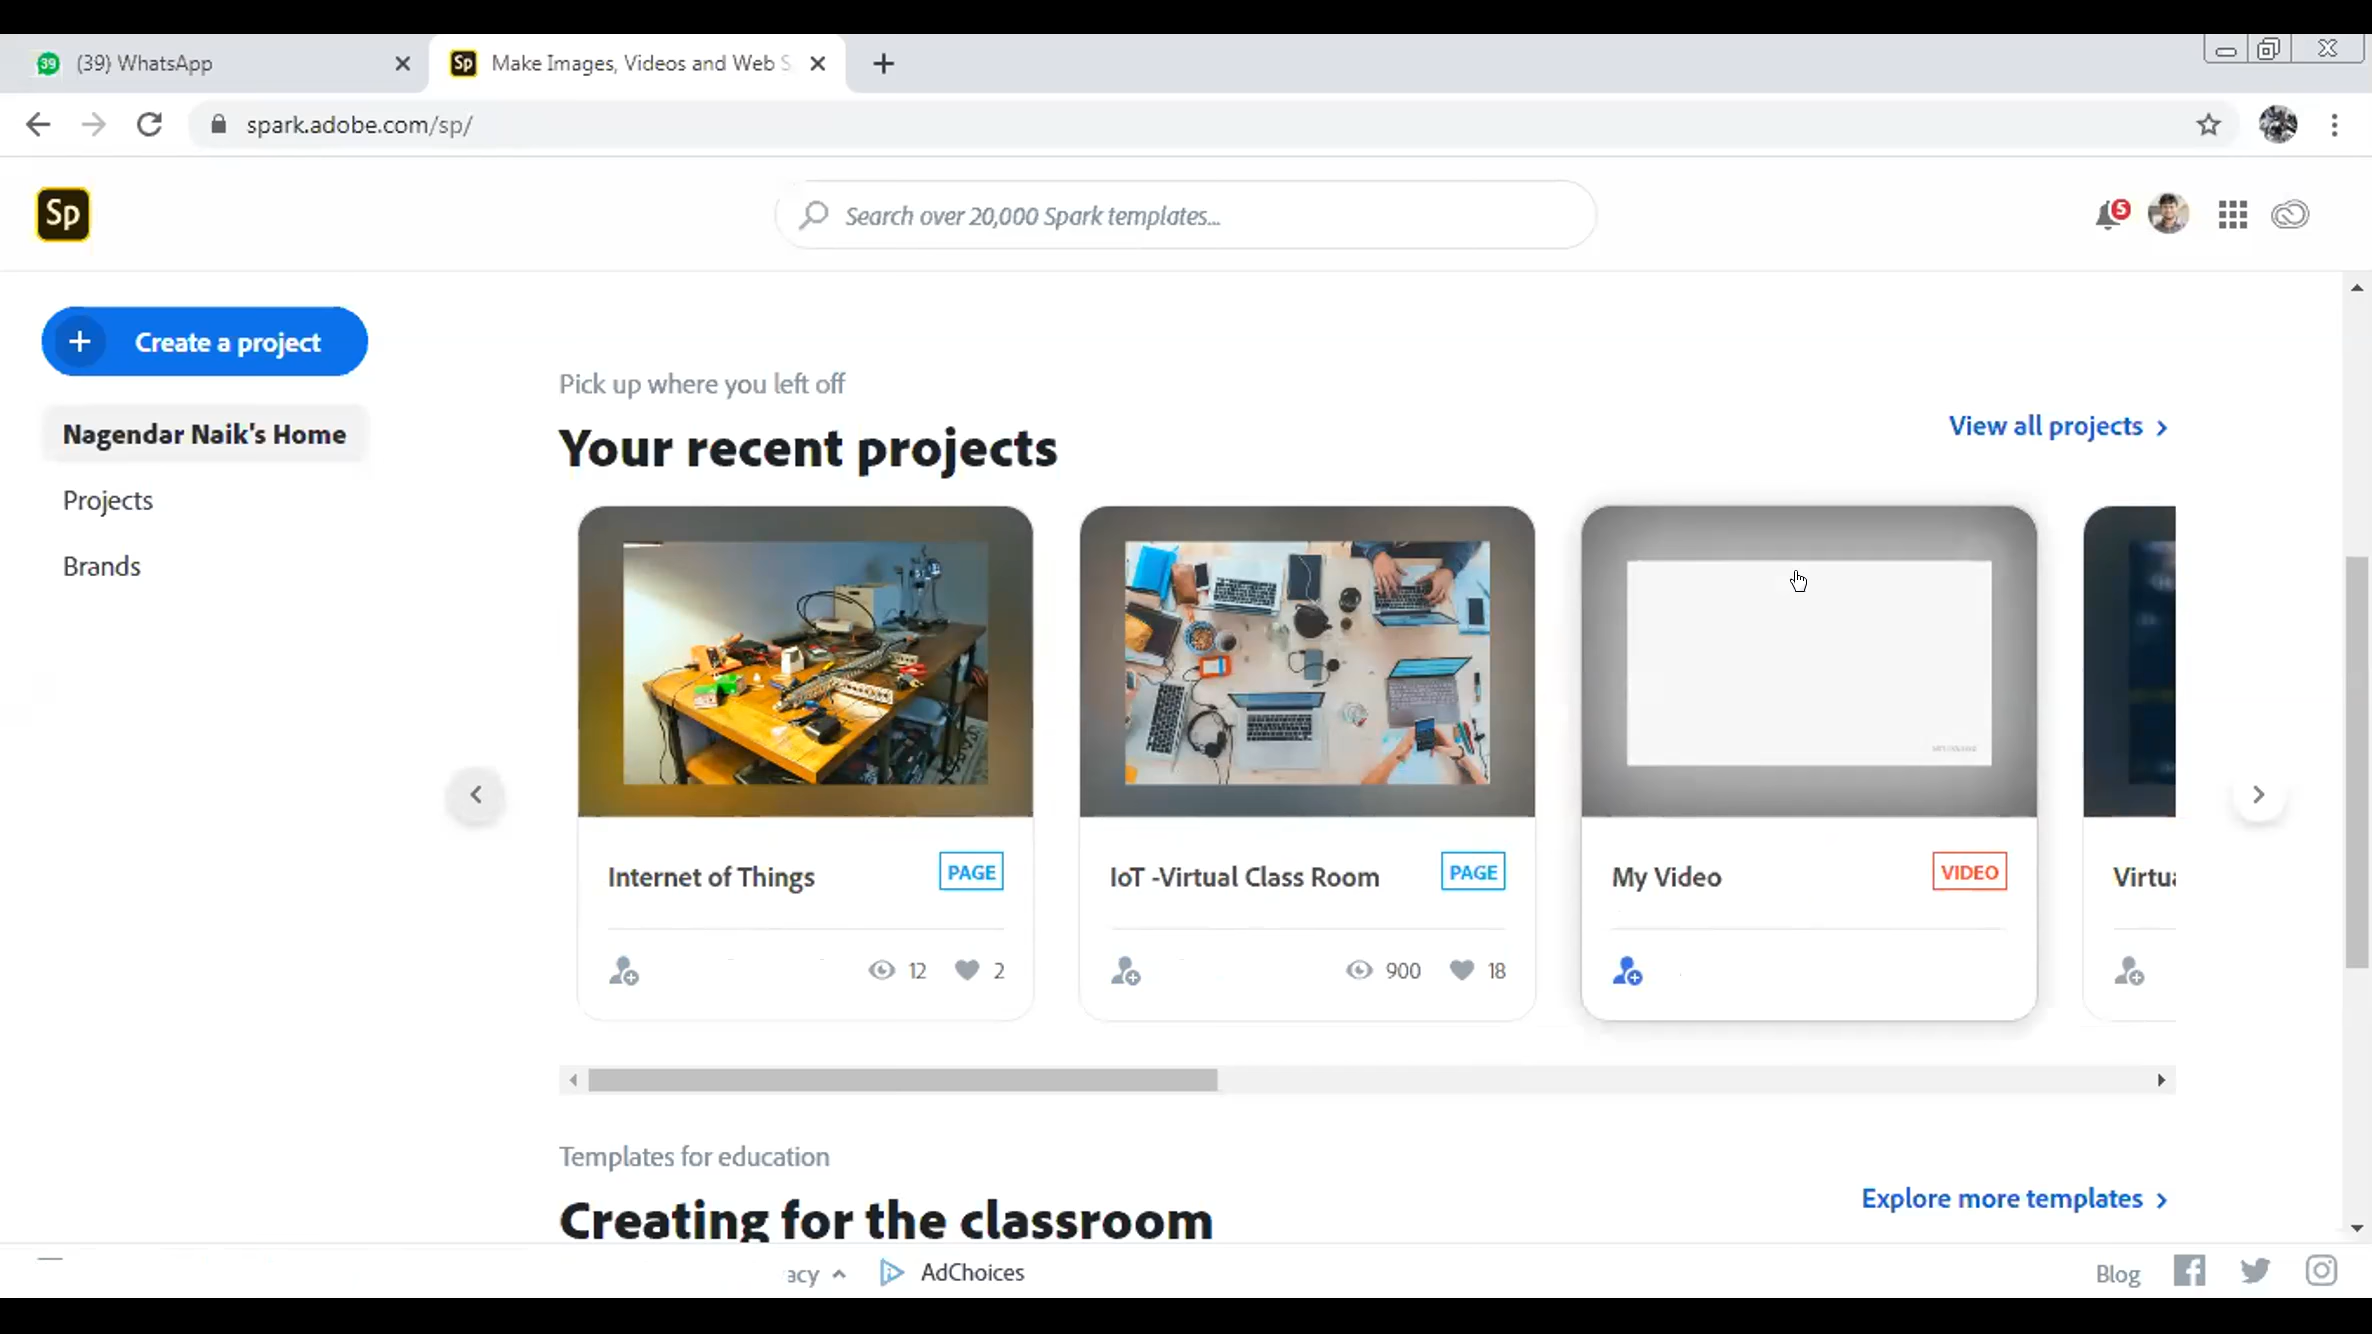 39 (39) WhatsApp
Sp Make Images, Videos and Web S
spark.adobe.com/sp/
Sp
Search over 20,000 Spark templates...
5
Create a project
Nagendar Naik's Home
Projects
Brands
Pick up where you left off
Your recent projects
View all projects
Internet of Things PAGE
12 2
IoT -Virtual Class Room PAGE
900 18
My Video VIDEO
Virtua
Templates for education
Creating for the classroom
Explore more templates
acy AdChoices
Blog